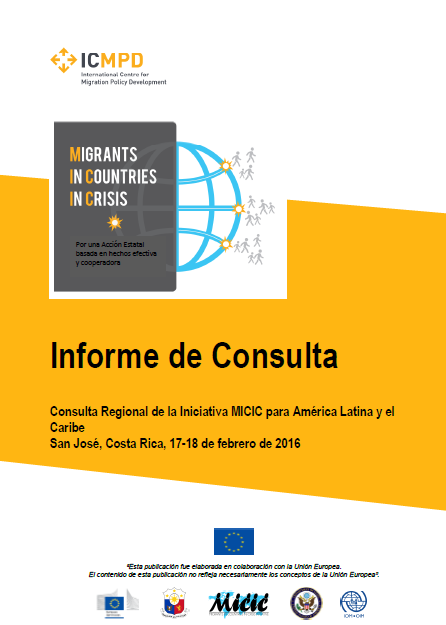 ICMPD
International Centre for
Migration Policy Development
MIGRANTS
IN COUNTRIES
IN CRISIS
Por una Acción Estatal
basada en hechos efectiva
y cooperadora
Informe de Consulta
Consulta Regional de la Iniciativa MICIC para América Latina y el
Caribe
San José, Costa Rica, 17-18 de febrero de 2016
"Esta publicación fue elaborada en colaboración con la Unión Europea.
El contenido de esta publicación no refleja necesariamente los conceptos de la Unión Europea".
Micic
IOM•OIM